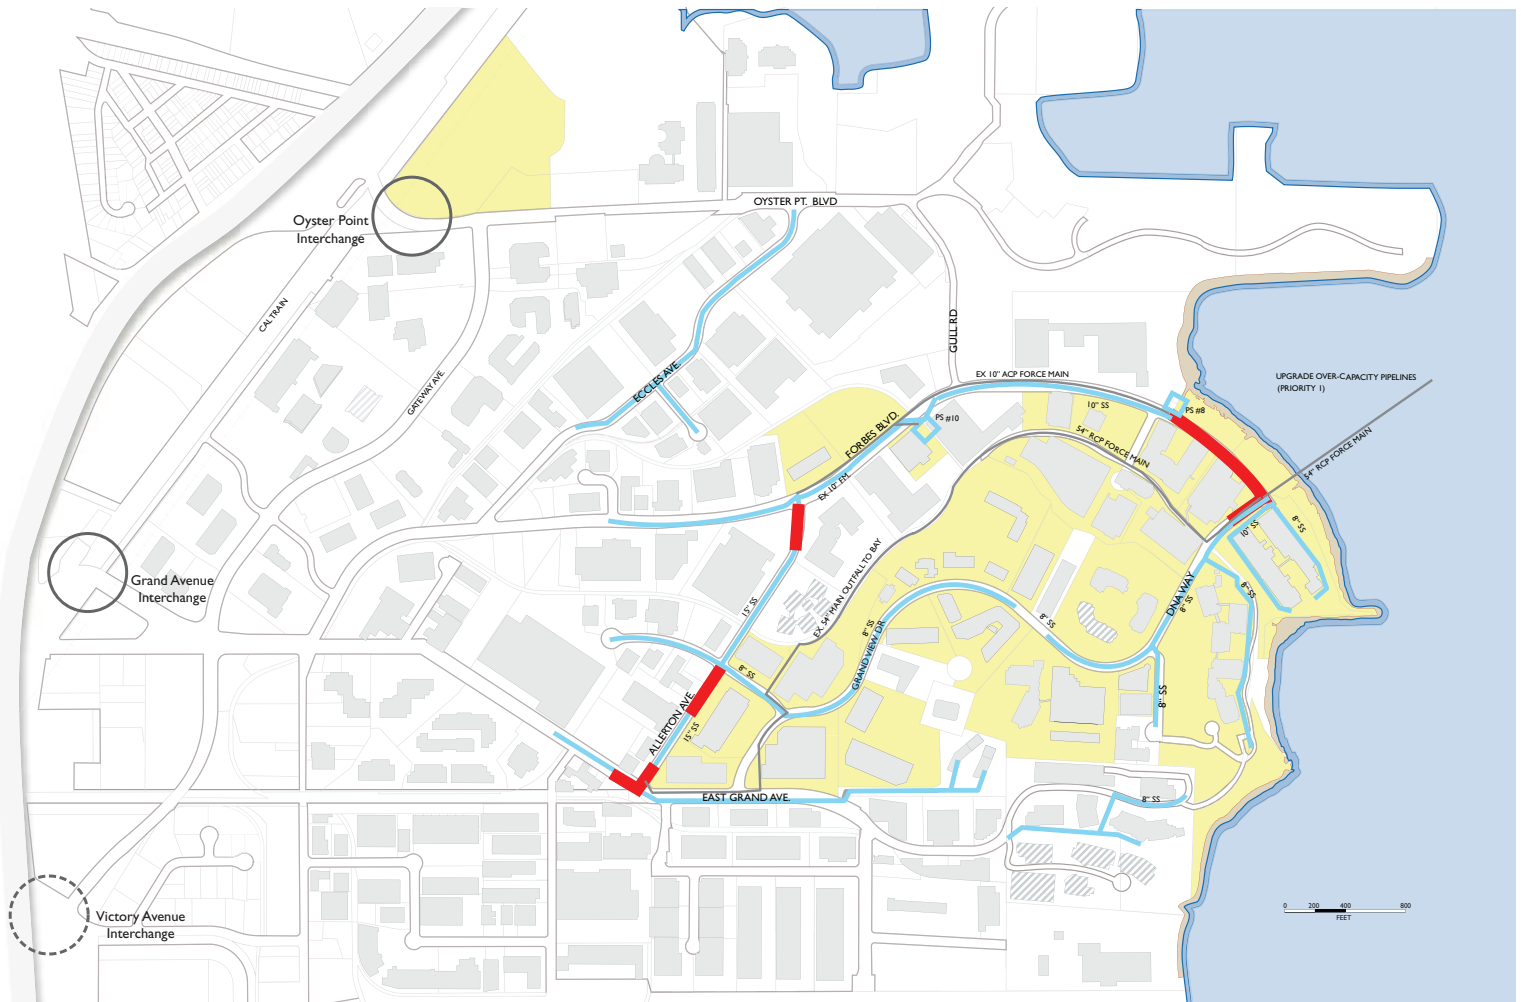 OYSTER PT. BLVD
Oyster Point
Interchange
CALTRAIN
GATEWAY AVE.
ECCLES AVE.
GULL RD
EX 10" ACP FORCE MAIN
UPGRADE OVER-CAPACITY PIPELINES
(PRIORITY 1)
10" SS
PS #8
PS #10
FORBES BLVD.
54" RCP FORCE MAIN
54" RCP FORCE MAIN
EX 10" FM
10" SS
8" SS
Grand Avenue
Interchange
EX. 54" MAIN OUTFALL TO BAY
15" SS
DNA WAY
8" SS
8" SS
8" SS
8" SS
GRANDVIEW DR
8" SS
8" SS
ALLERTON AVE.
15" SS
EAST GRAND AVE.
8" SS
Victory Avenue
Interchange
0 200 400 800
FEET